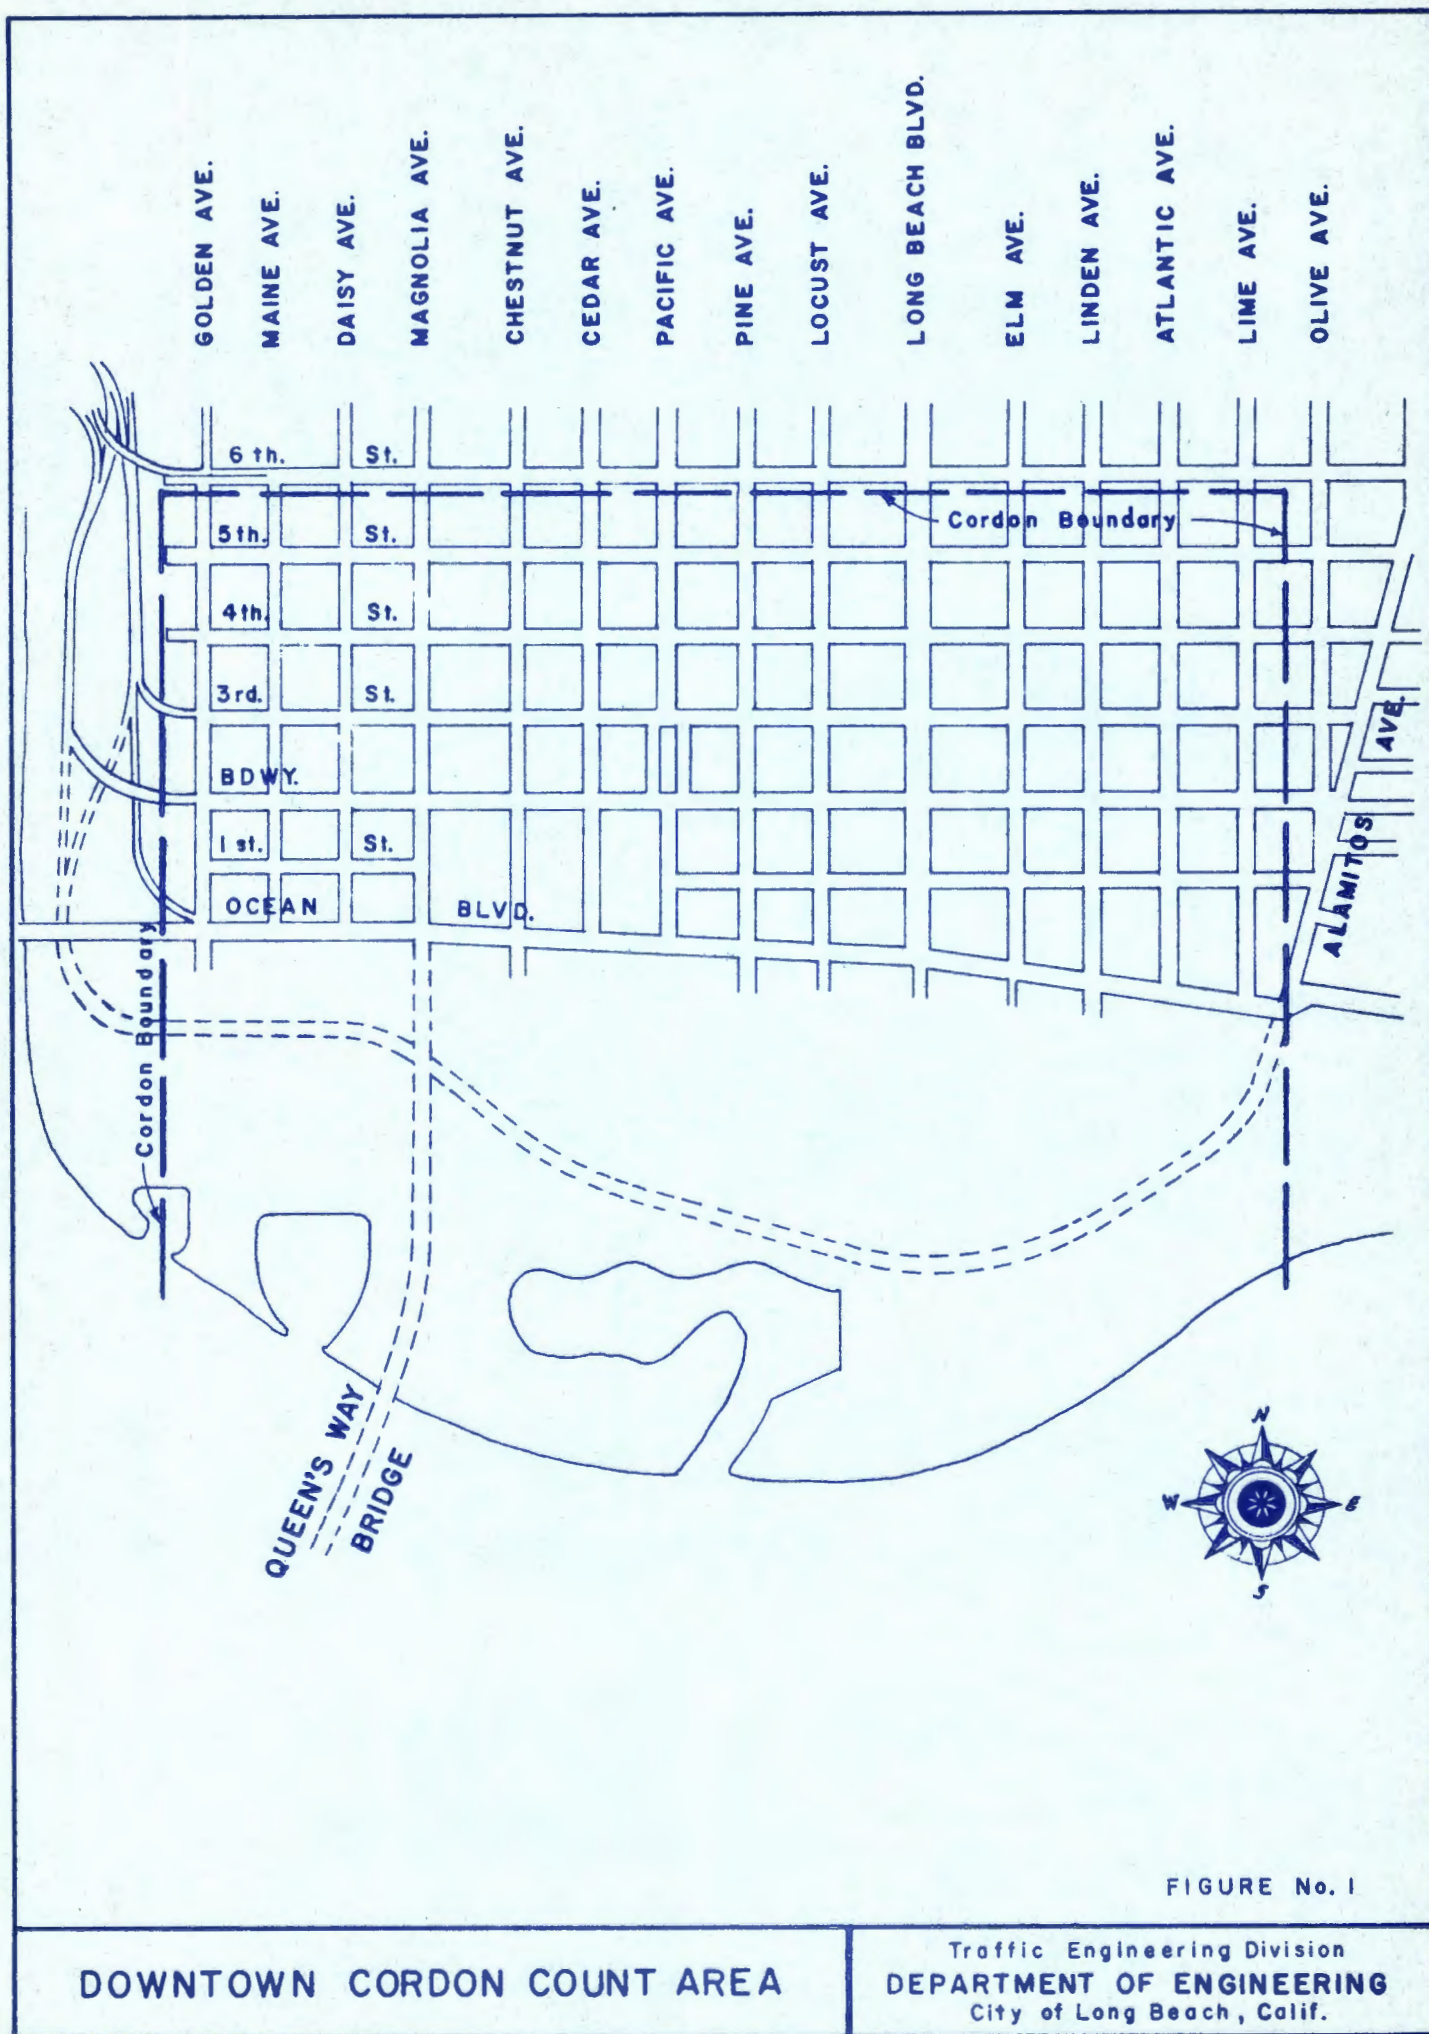 GOLDEN AVE.
MAINE AVE.
DAISY AVE.
MAGNOLIA AVE.
CHESTNUT AVE.
CEDAR AVE.
PACIFIC AVE.
PINE AVE.
LOCUST AVE.
LONG BEACH BLVD.
ELM AVE.
LINDEN AVE.
ATLANTIC AVE.
LIME AVE.
OLIVE AVE.
6 th. St.
Cordon Boundary
5th. St.
4th. St.
3rd. St.
BDWY.
1 st. St.
OCEAN BLVD.
ALAMITOS AVE.
Cordon Boundary
QUEEN'S WAY
BRIDGE
N
W
E
S
FIGURE No. 1
DOWNTOWN CORDON COUNT AREA
Traffic Engineering Division
DEPARTMENT OF ENGINEERING
City of Long Beach, Calif.